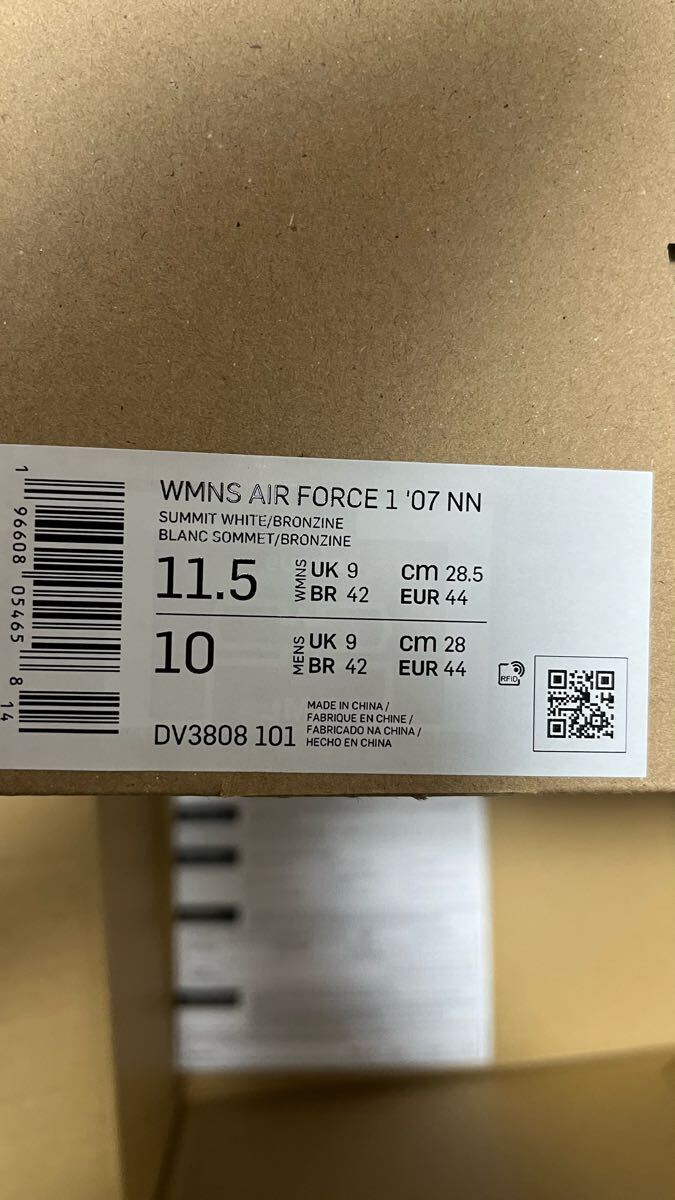 WMNS AIR FORCE 1 '07 NN
SUMMIT WHITE/BRONZINE
BLANC SOMMET/BRONZINE
11.5 WMNS UK 9 cm 28.5
BR 42 EUR 44
10 MENS UK 9 cm 28
BR 42 EUR 44
RFID
DV3808 101
MADE IN CHINA /
FABRIQUE EN CHINE /
FABRICADO NA CHINA /
HECHO EN CHINA
1 96608 05465 8 14